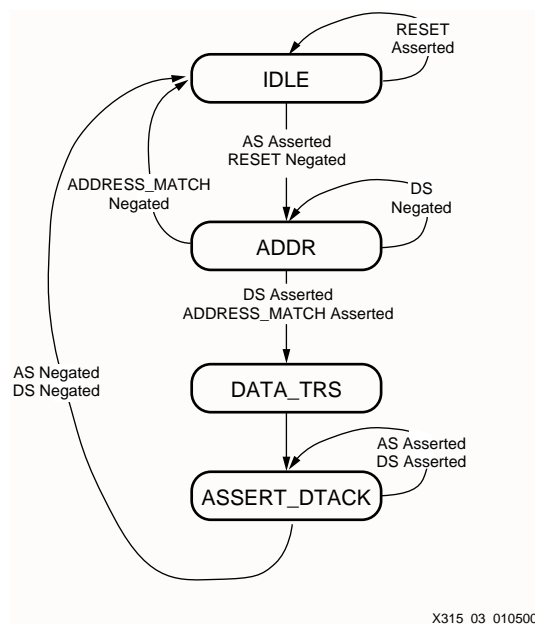 RESET
Asserted
IDLE
AS Asserted
RESET Negated
ADDRESS_MATCH
Negated
DS
Negated
ADDR
DS Asserted
ADDRESS_MATCH Asserted
AS Negated
DS Negated
DATA_TRS
AS Asserted
DS Asserted
ASSERT_DTACK
X315_03_010500